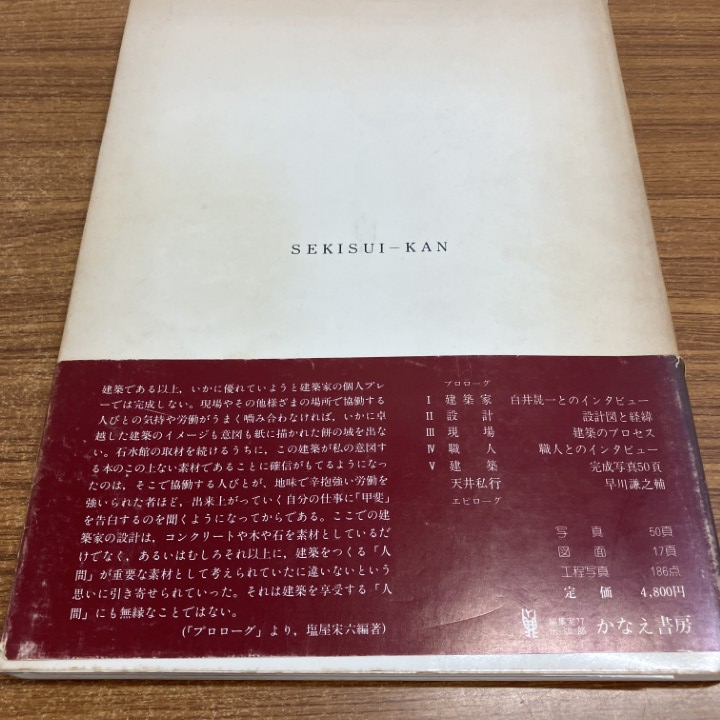 SEKISUI－KAN
建築である以上，いかに優れていようと建築家の個人プレ
ーでは完成しない。現場やその他様ざまの場所で協働する
人びとの気持や労働がうまく嚙み合わなければ，いかに卓
越した建築のイメージも意図も紙に描かれた餅の域を出な
い。石水館の取材を続けるうちに，この建築が私の意図す
る本のこの上ない素材であることに確信がもてるようになっ
たのは，そこで協働する人びとが，地味で辛抱強い労働を
強いられた者ほど，出来上がっていく自分の仕事に「甲斐」
を告白するのを聞くようになってからである。ここでの建
築家の設計は，コンクリートや木や石を素材としているだ
けでなく，あるいはむしろそれ以上に，建築をつくる「人
間」が重要な素材として考えられていたに違いないという
思いに引き寄せられていった。それは建築を享受する「人
間」にも無縁なことではない。
（「プロローグ」より，塩屋宋六編著）
プロローグ
I 建築家 白井晟一とのインタビュー
II 設計 設計図と経緯
III 現場 建築のプロセス
IV 職人 職人とのインタビュー
V 建築 完成写真50頁
天井私行 早川謙之輔
エピローグ
写真 50頁
図面 17頁
工程写真 186点
定価 4,800円
かなえ書房